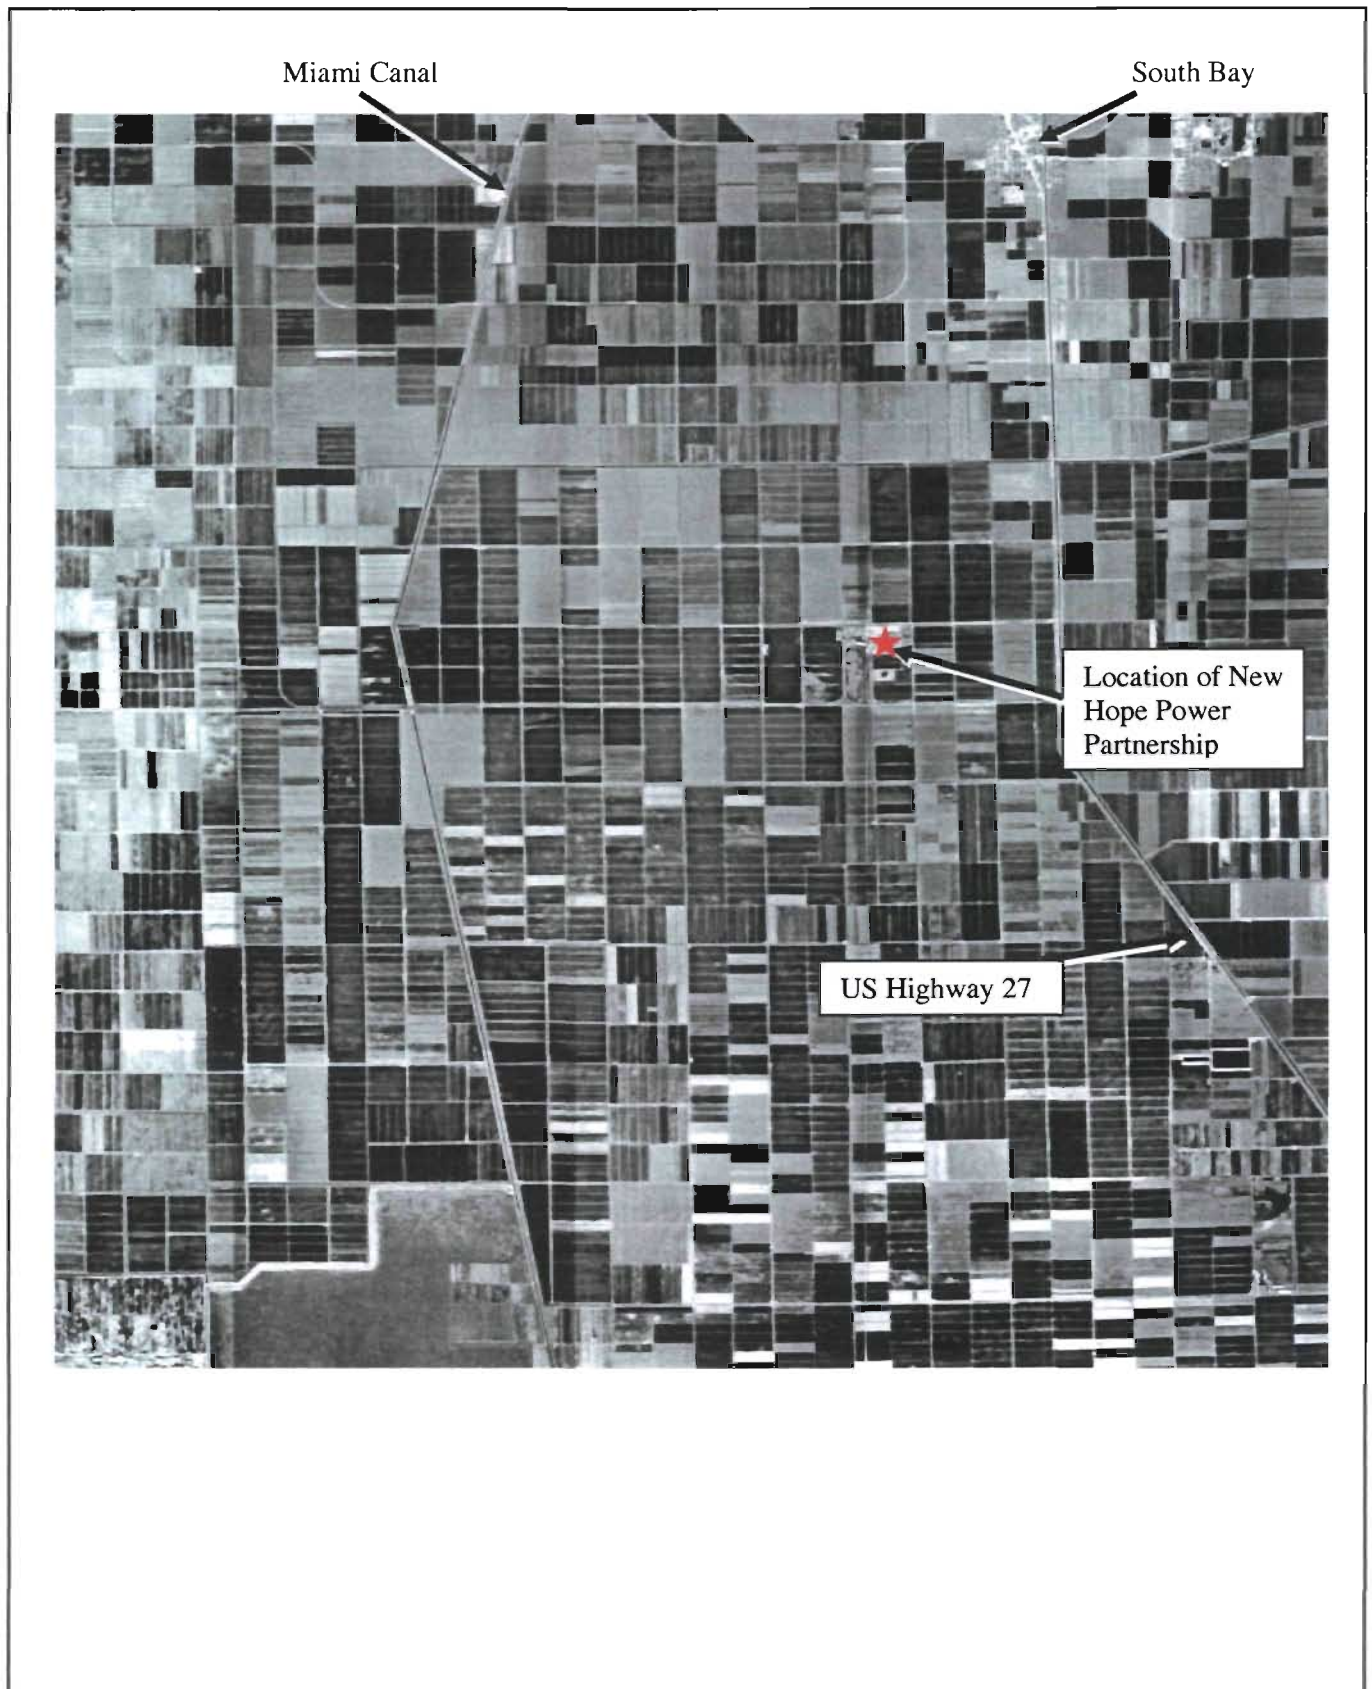 Miami Canal
South Bay
Location of New
Hope Power
Partnership
US Highway 27